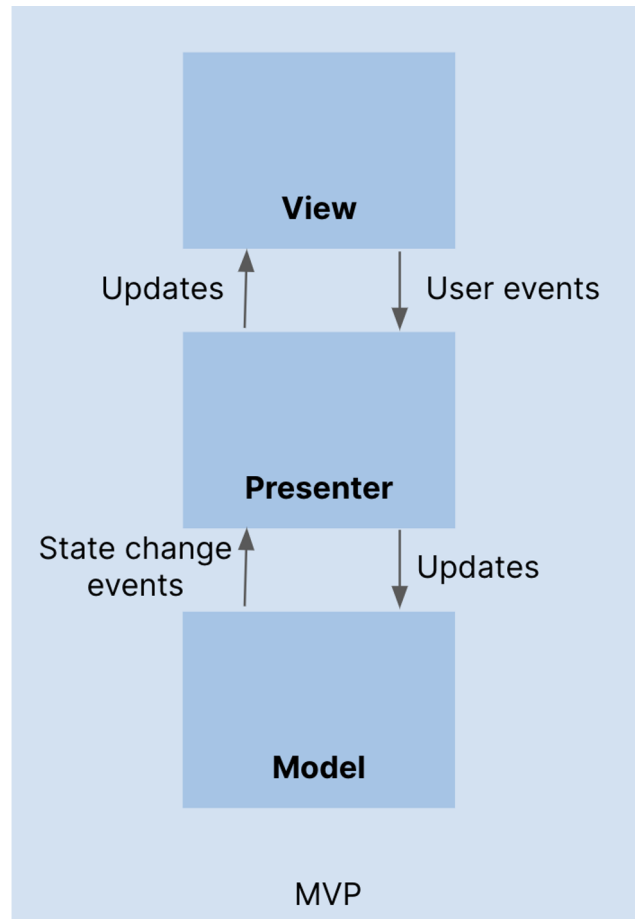 View
Updates
User events
Presenter
State change
events
Updates
Model
MVP